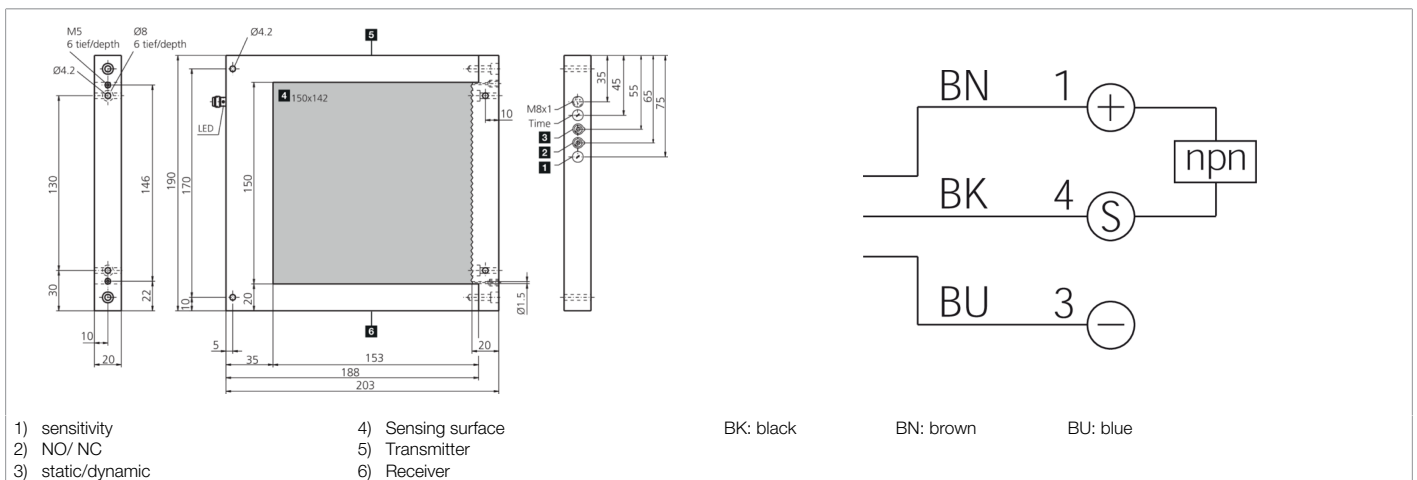 M5
6 tief/depth
Ø8
6 tief/depth
Ø4.2
130
146
30
22
10
20
Ø4.2
5
4 150x142
LED
190
170
150
20
10
10
Ø1.5
6
5
35
153
20
188
203
35
45
55
65
75
M8x1
Time
3
2
1
BN 1 +
npn
BK 4 S
BU 3 −
1) sensitivity
2) NO/ NC
3) static/dynamic
4) Sensing surface
5) Transmitter
6) Receiver
BK: black BN: brown BU: blue